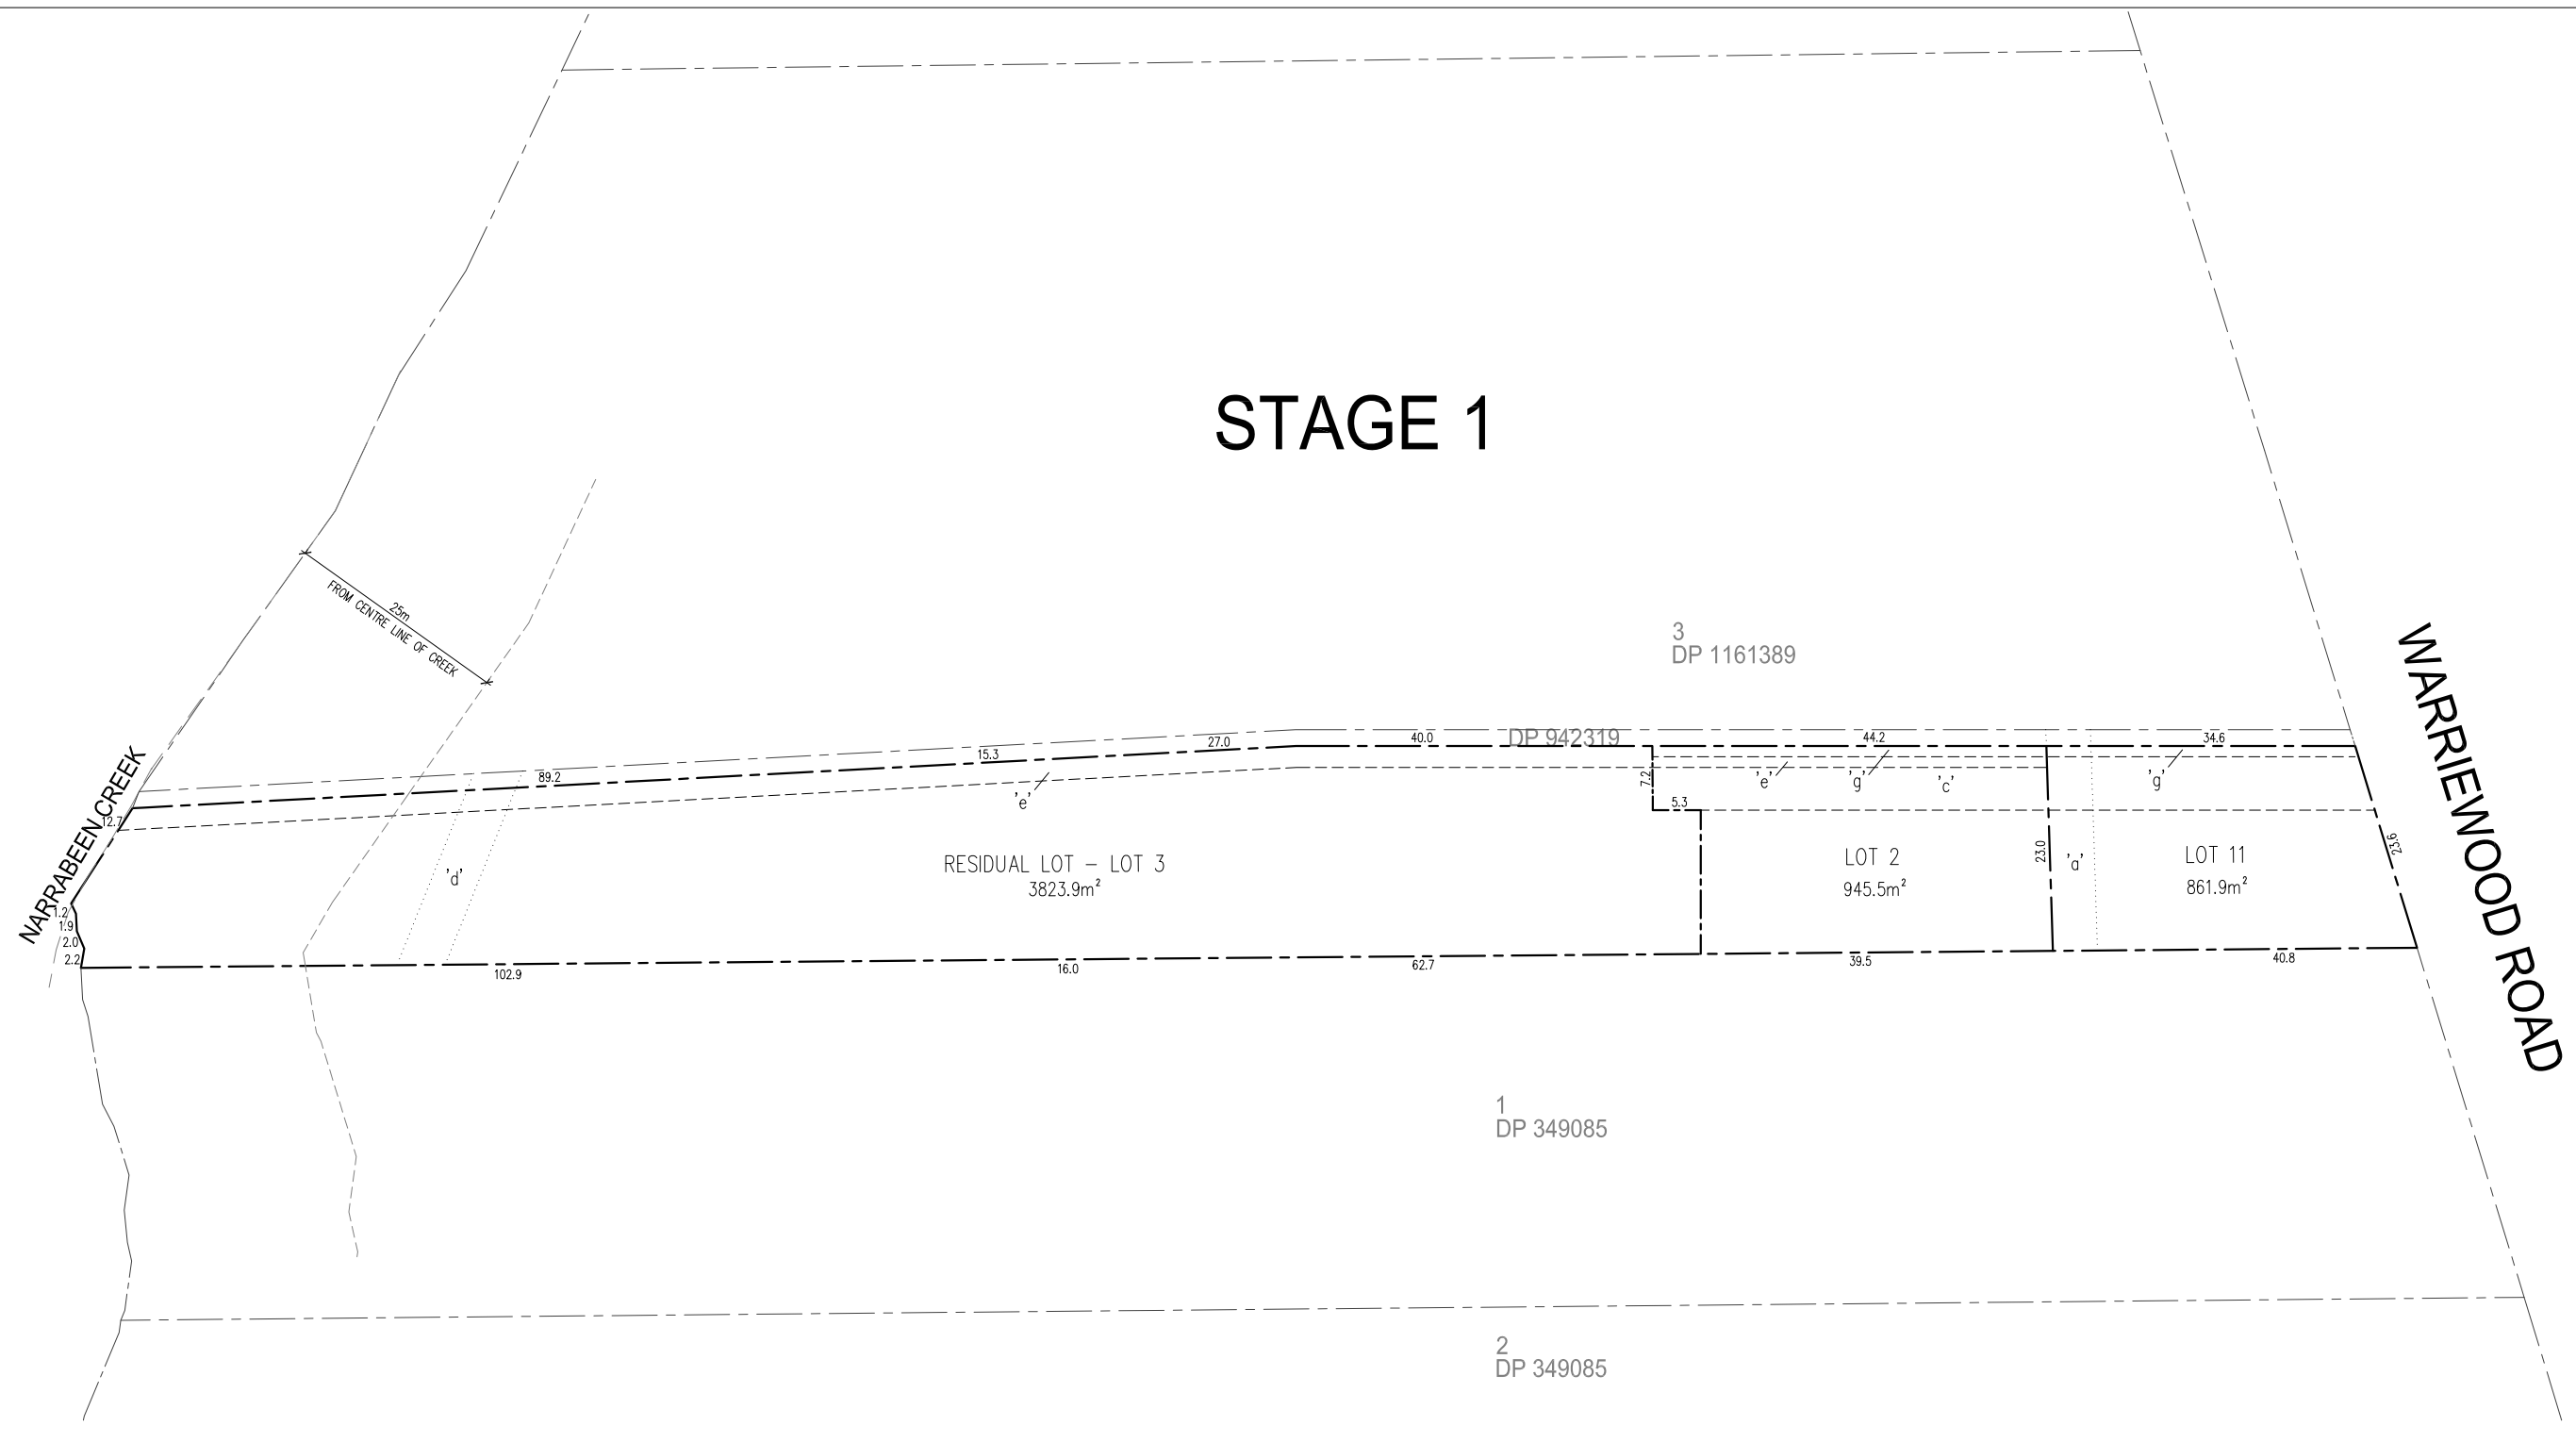 STAGE 1
25m
FROM CENTRE LINE OF CREEK
3
DP 1161389
WARRIEWOOD ROAD
NARRABEEN CREEK
DP 942319
89.2
15.3
27.0
40.0
44.2
34.6
12.7
'e'
7.2
'e'
'g'
'c'
'g'
5.3
RESIDUAL LOT - LOT 3
3823.9m²
'd'
LOT 2
945.5m²
23.0
'a'
LOT 11
861.9m²
23.6
1.2
1.9
2.0
2.2
102.9
16.0
62.7
39.5
40.8
1
DP 349085
2
DP 349085